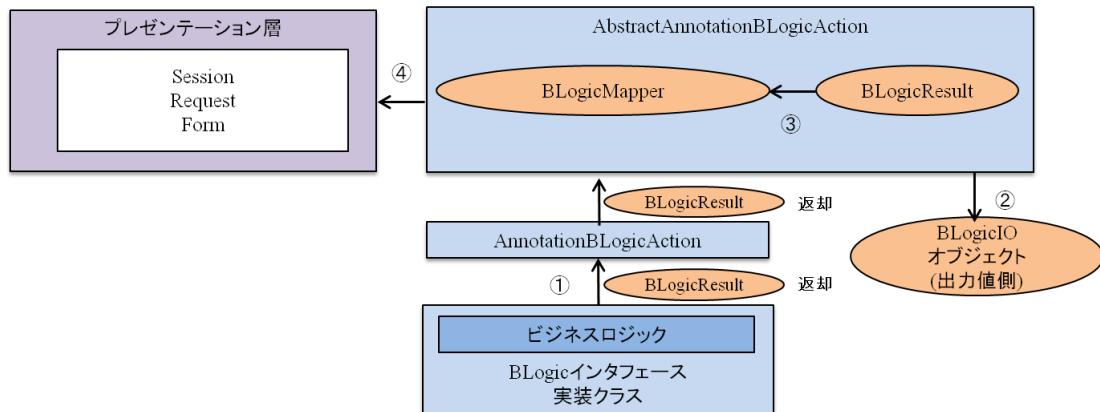 プレゼンテーション層
Session
Request
Form
④
AbstractAnnotationBLogicAction
BLogicMapper
BLogicResult
③
②
BLogicResult
返却
AnnotationBLogicAction
BLogicIO
オブジェクト
(出力値側)
①
BLogicResult
返却
ビジネスロジック
BLogicインタフェース
実装クラス